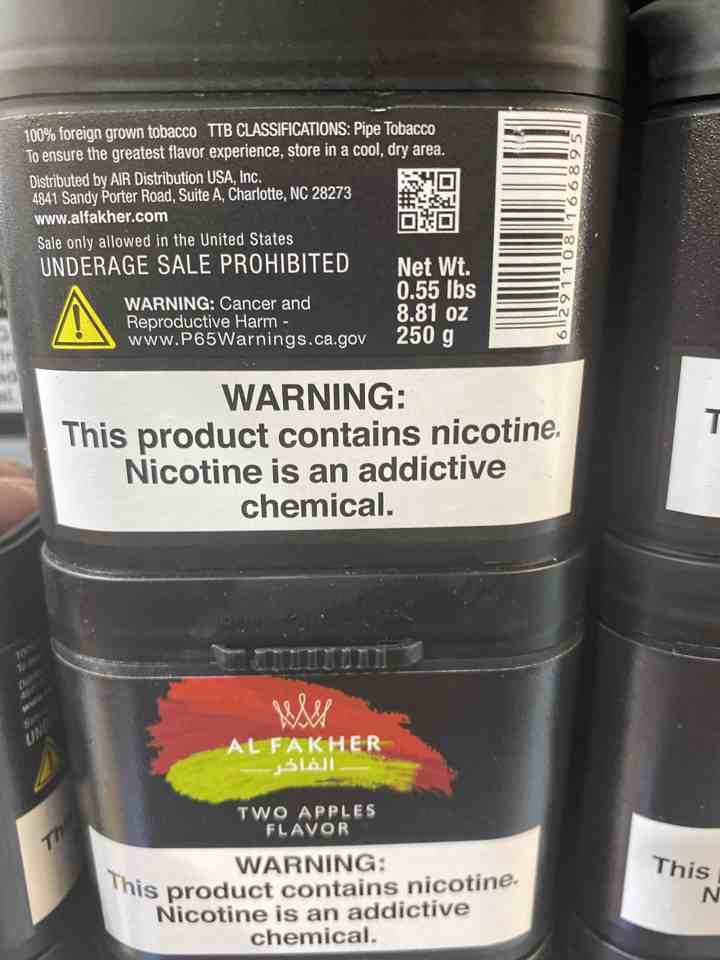 100% foreign grown tobacco TTB CLASSIFICATIONS: Pipe Tobacco
To ensure the greatest flavor experience, store in a cool, dry area.
Distributed by AIR Distribution USA, Inc.
4841 Sandy Porter Road, Suite A, Charlotte, NC 28273
www.alfakher.com
Sale only allowed in the United States
UNDERAGE SALE PROHIBITED
WARNING: Cancer and
Reproductive Harm -
www.P65Warnings.ca.gov
Net Wt.
0.55 lbs
8.81 oz
250 g
6 291108 166895
WARNING:
This product contains nicotine.
Nicotine is an addictive
chemical.
AL FAKHER
الفاخر
TWO APPLES
FLAVOR
WARNING:
This product contains nicotine.
Nicotine is an addictive
chemical.
This